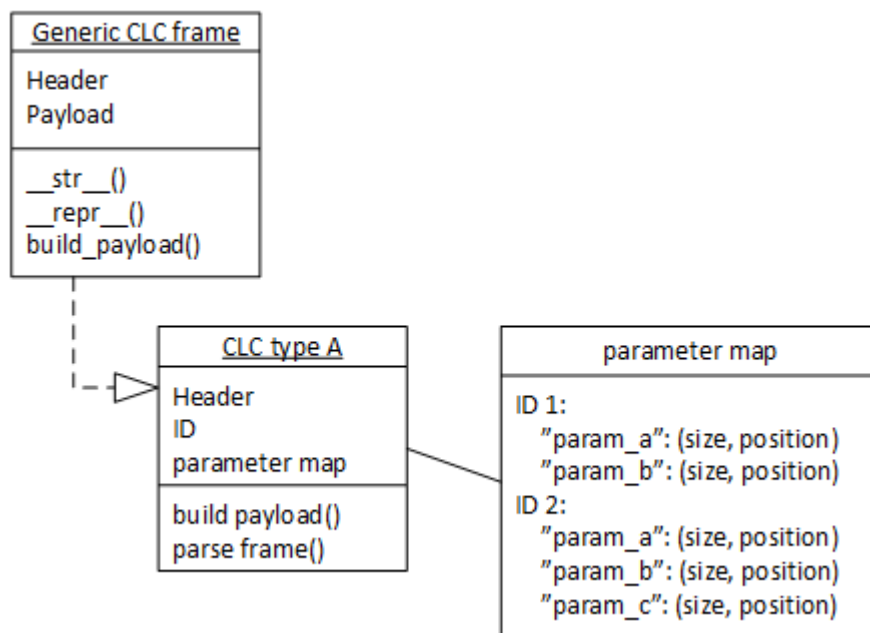 Generic CLC frame
Header
Payload
__str__()
__repr__()
build_payload()
CLC type A
Header
ID
parameter map
build payload()
parse frame()
parameter map
ID 1:
”param_a”: (size, position)
”param_b”: (size, position)
ID 2:
”param_a”: (size, position)
”param_b”: (size, position)
”param_c”: (size, position)